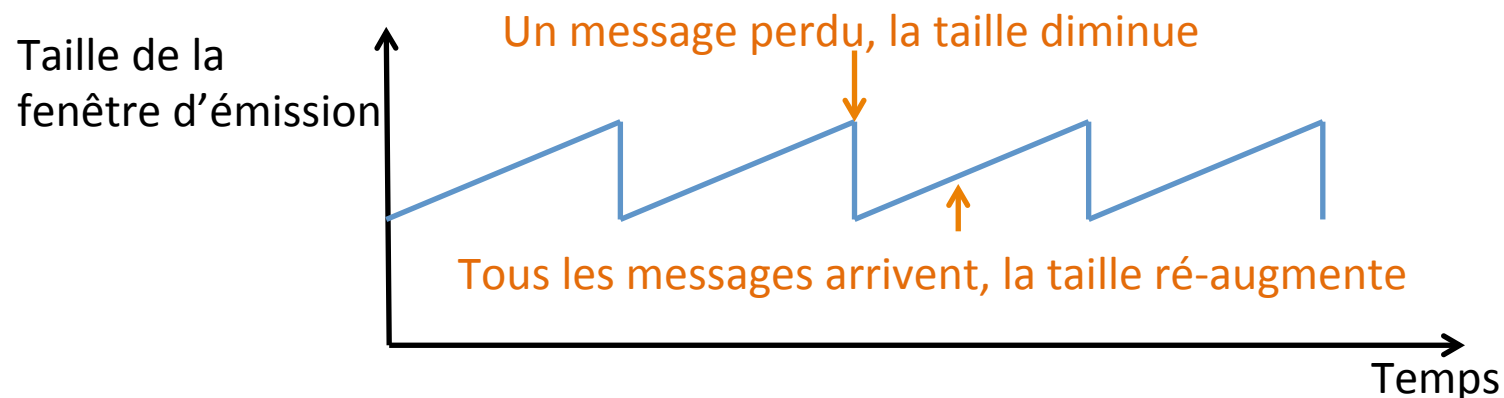 Un message perdu, la taille diminue
Taille de la
fenêtre d’émission
Tous les messages arrivent, la taille ré-augmente
Temps